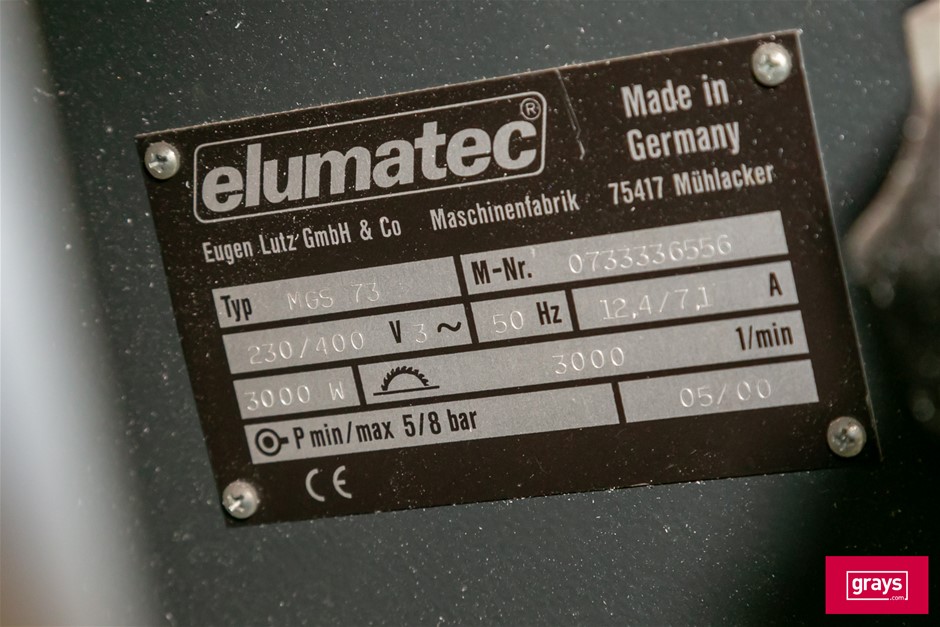 elumatec®
Made in
Germany
Eugen Lutz GmbH & Co Maschinenfabrik 75417 Mühlacker
Typ MGS 73 M-Nr. 0733336556
230/400 V 3~ 50 Hz 12,4/7,1 A
3000 W 3000 1/min
P min/max 5/8 bar 05/00
CE
grays
.com